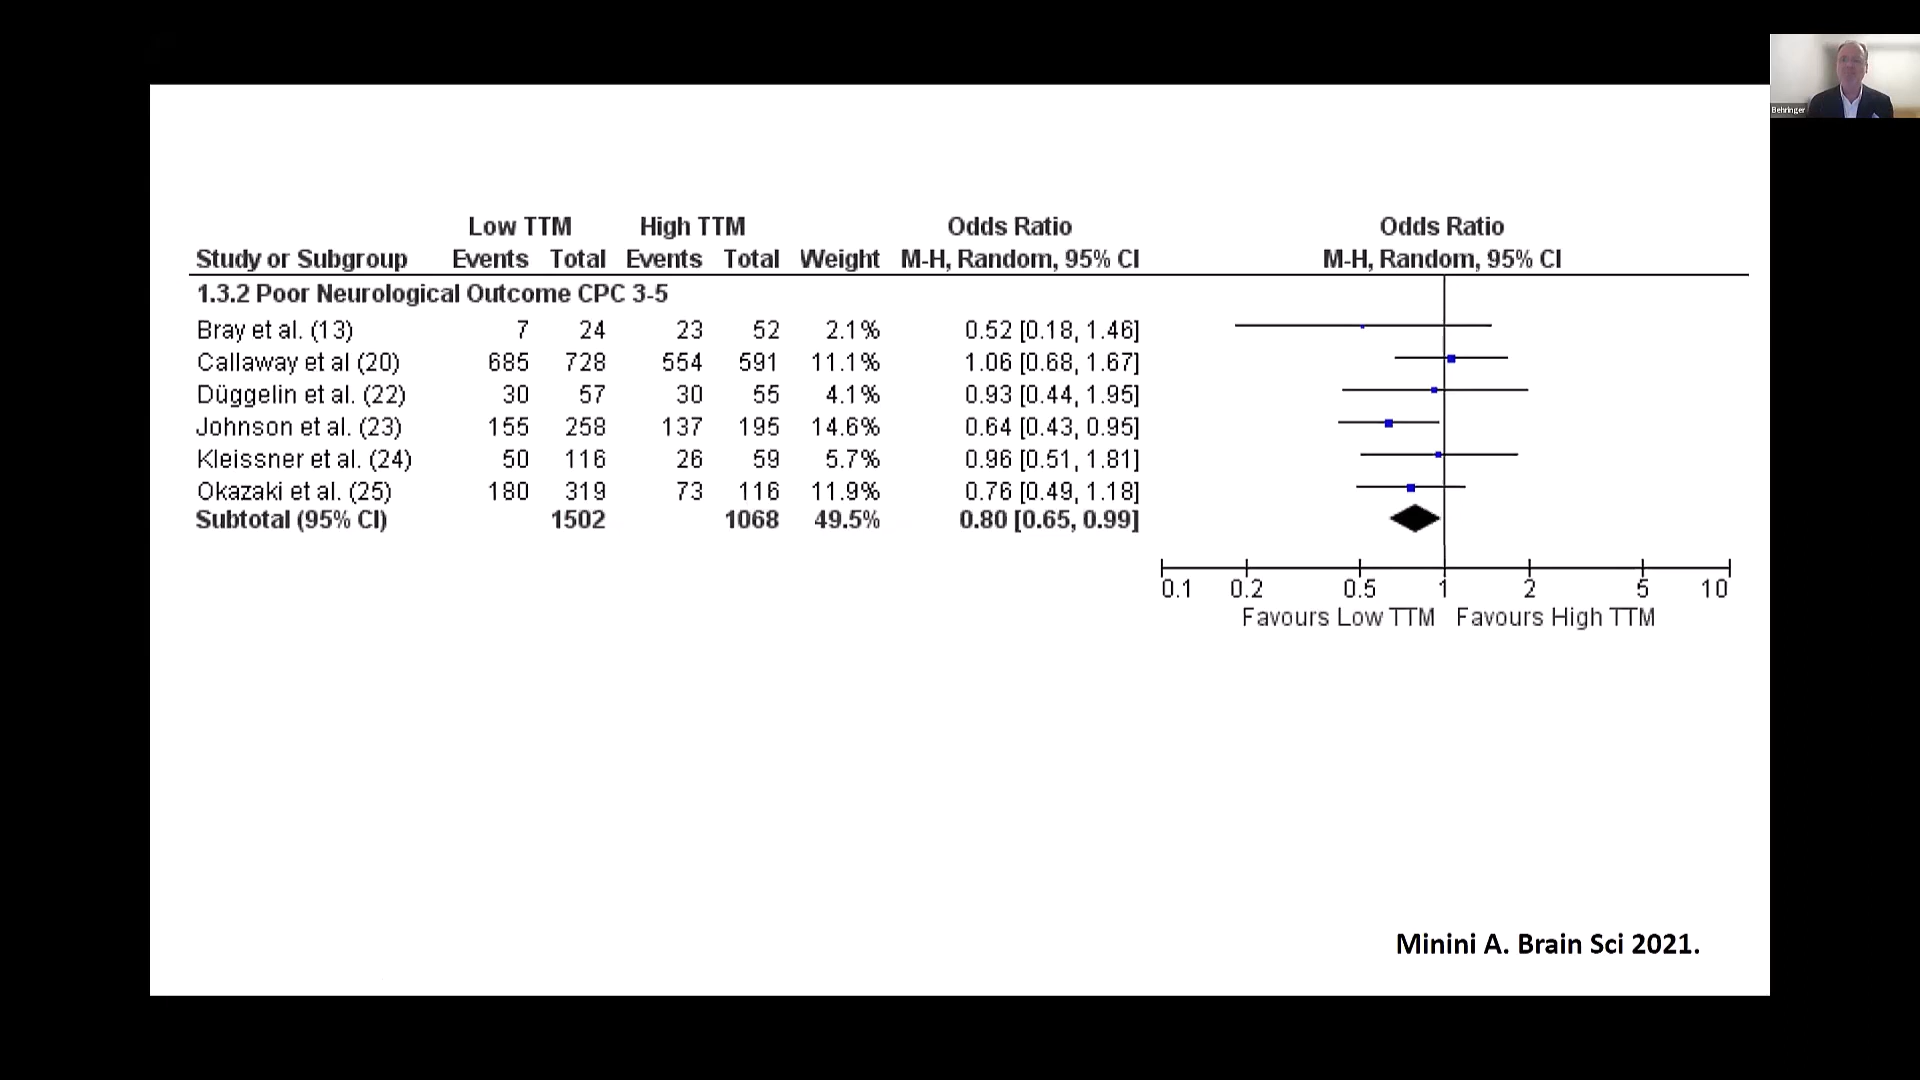 Behringer
Low TTM High TTM Odds Ratio Odds Ratio
Study or Subgroup Events Total Events Total Weight M-H, Random, 95% CI M-H, Random, 95% CI
1.3.2 Poor Neurological Outcome CPC 3-5
Bray et al. (13) 7 24 23 52 2.1% 0.52 [0.18, 1.46]
Callaway et al (20) 685 728 554 591 11.1% 1.06 [0.68, 1.67]
Düggelin et al. (22) 30 57 30 55 4.1% 0.93 [0.44, 1.95]
Johnson et al. (23) 155 258 137 195 14.6% 0.64 [0.43, 0.95]
Kleissner et al. (24) 50 116 26 59 5.7% 0.96 [0.51, 1.81]
Okazaki et al. (25) 180 319 73 116 11.9% 0.76 [0.49, 1.18]
Subtotal (95% CI) 1502 1068 49.5% 0.80 [0.65, 0.99]
0.1 0.2 0.5 1 2 5 10
Favours Low TTM Favours High TTM
Minini A. Brain Sci 2021.